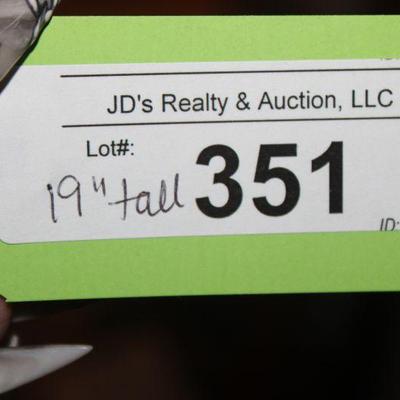 JD's Realty & Auction, LLC
Lot#:
19" tall 351
ID: